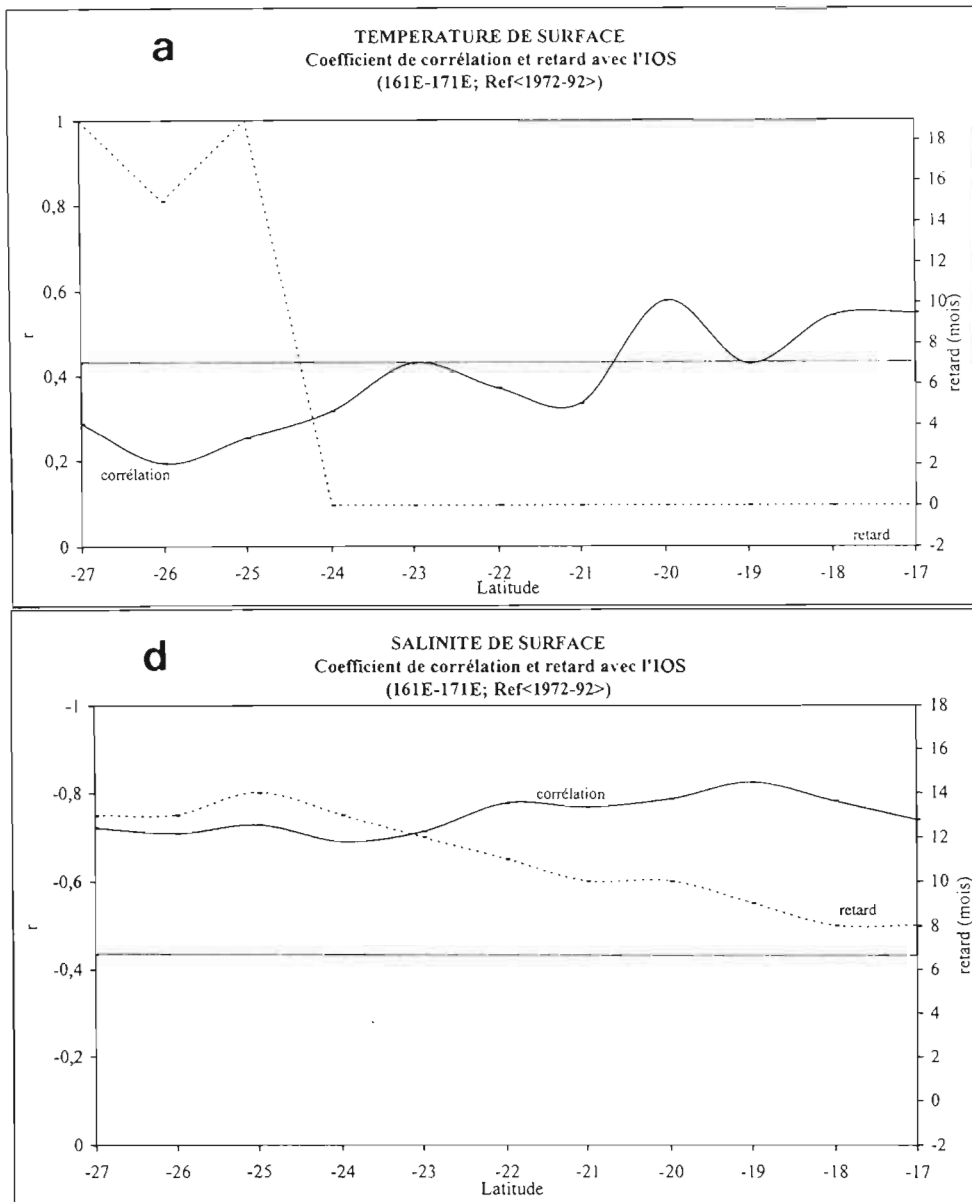 a
TEMPERATURE DE SURFACE
Coefficient de corrélation et retard avec l'IOS
(161E-171E; Ref<1972-92>)
1
0,8
0,6
0,4
0,2
0
r
18
16
14
12
10
8
6
4
2
0
-2
retard (mois)
corrélation
retard
-27 -26 -25 -24 -23 -22 -21 -20 -19 -18 -17
Latitude
d
SALINITE DE SURFACE
Coefficient de corrélation et retard avec l'IOS
(161E-171E; Ref<1972-92>)
-1
-0,8
-0,6
-0,4
-0,2
0
r
18
16
14
12
10
8
6
4
2
0
-2
retard (mois)
corrélation
retard
-27 -26 -25 -24 -23 -22 -21 -20 -19 -18 -17
Latitude